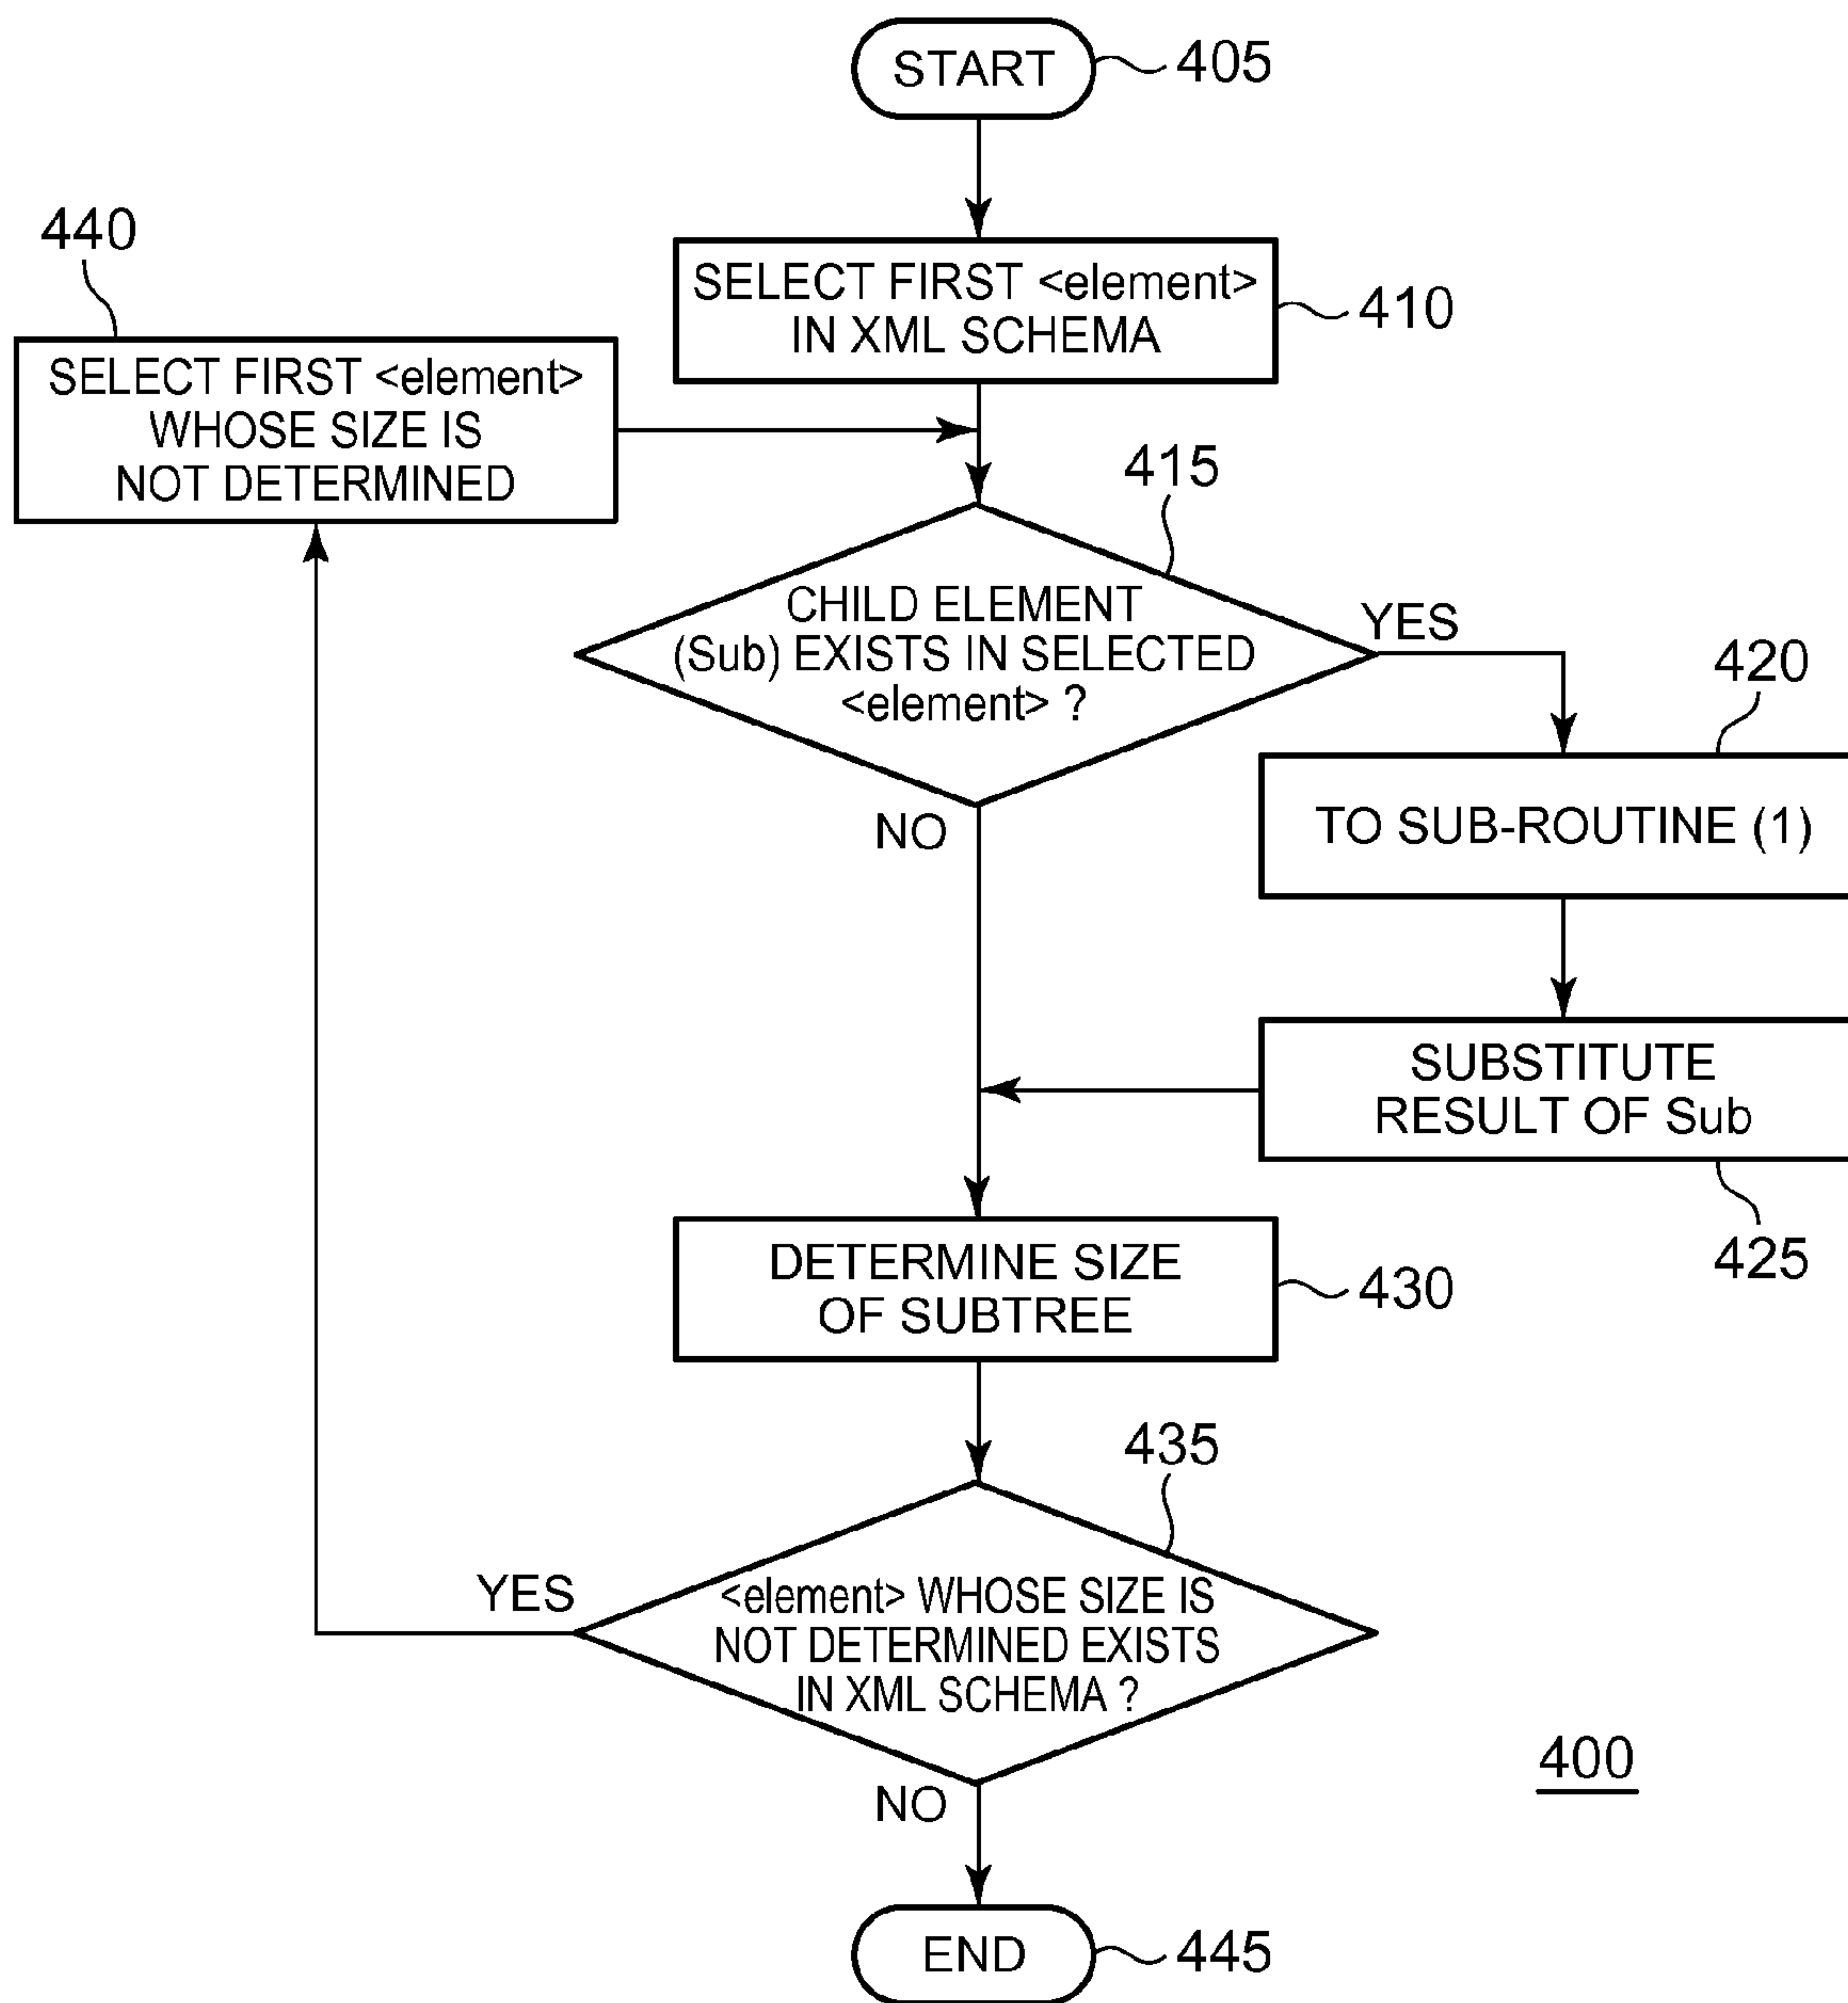 START
405
440
SELECT FIRST <element>
IN XML SCHEMA
410
SELECT FIRST <element>
WHOSE SIZE IS
NOT DETERMINED
415
CHILD ELEMENT
(Sub) EXISTS IN SELECTED
<element> ?
YES
420
NO
TO SUB-ROUTINE (1)
SUBSTITUTE
RESULT OF Sub
425
DETERMINE SIZE
OF SUBTREE
430
435
YES
<element> WHOSE SIZE IS
NOT DETERMINED EXISTS
IN XML SCHEMA ?
400
NO
END
445